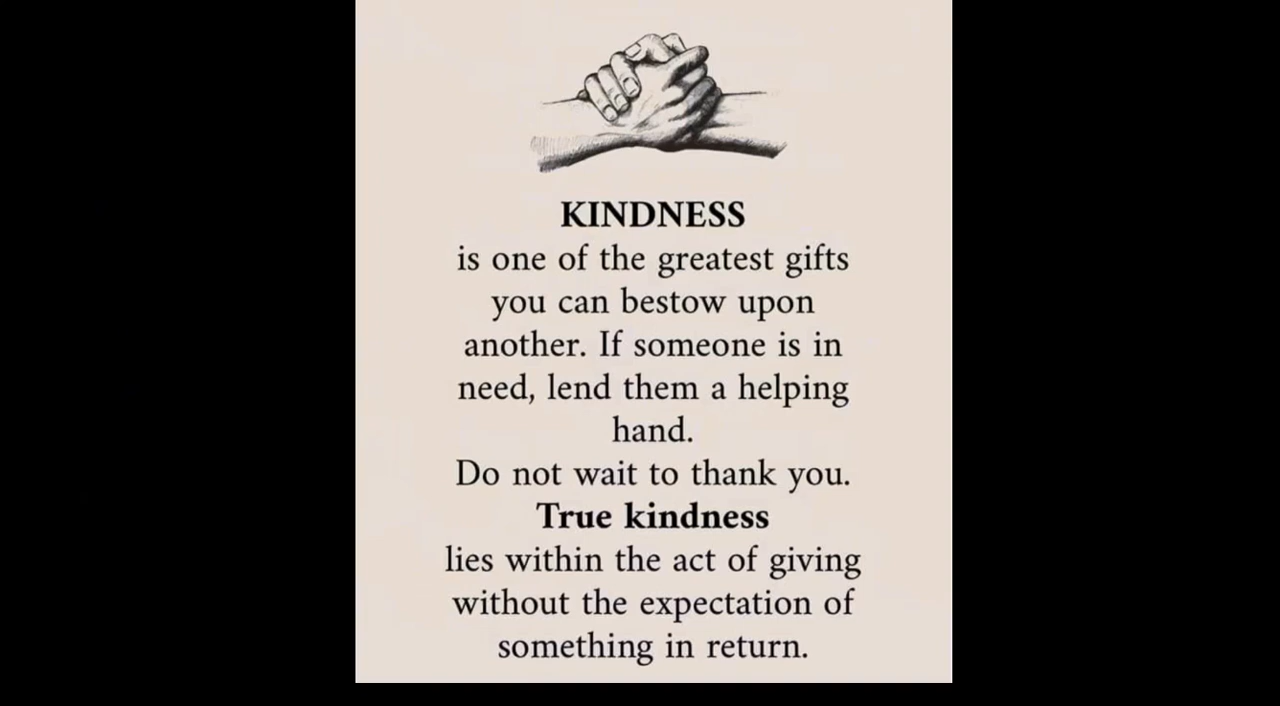 KINDNESS
is one of the greatest gifts
you can bestow upon
another. If someone is in
need, lend them a helping
hand.
Do not wait to thank you.
True kindness
lies within the act of giving
without the expectation of
something in return.